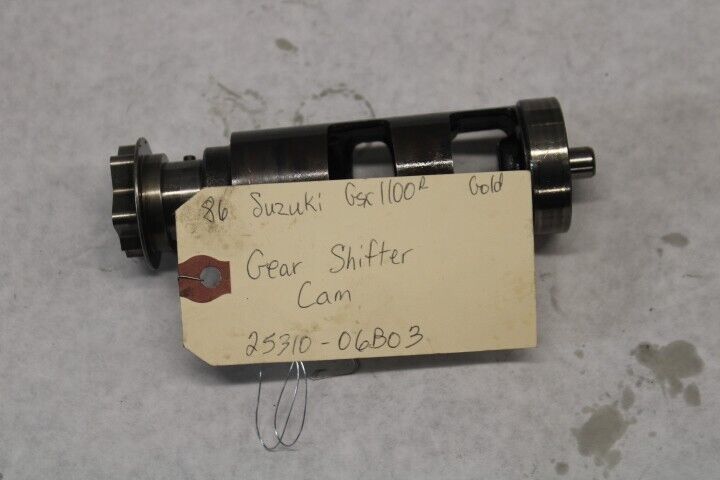 86 Suzuki Gsx1100R Gold
Gear Shifter
Cam
25310-06B03